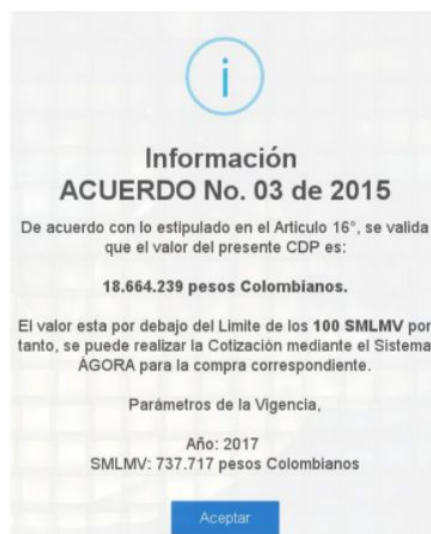 i
Información
ACUERDO No. 03 de 2015
De acuerdo con lo estipulado en el Articulo 16°, se valida
que el valor del presente CDP es:
18.664.239 pesos Colombianos.
El valor esta por debajo del Limite de los 100 SMLMV por
tanto, se puede realizar la Cotización mediante el Sistema
ÁGORA para la compra correspondiente.
Parámetros de la Vigencia,
Año: 2017
SMLMV: 737.717 pesos Colombianos
Aceptar